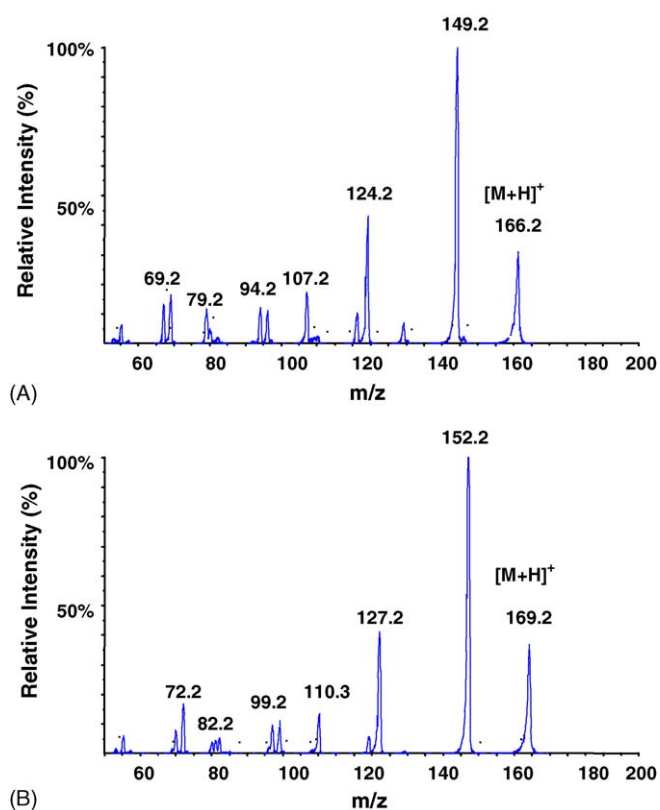 149.2
100%
[M+H]+
124.2
166.2
50%
69.2
79.2
94.2
107.2
Relative Intensity (%)
60 80 100 120 140 160 180 200
(A)
m/z
152.2
100%
[M+H]+
50%
127.2
169.2
72.2
82.2
99.2
110.3
Relative Intensity (%)
60 80 100 120 140 160 180 200
(B)
m/z